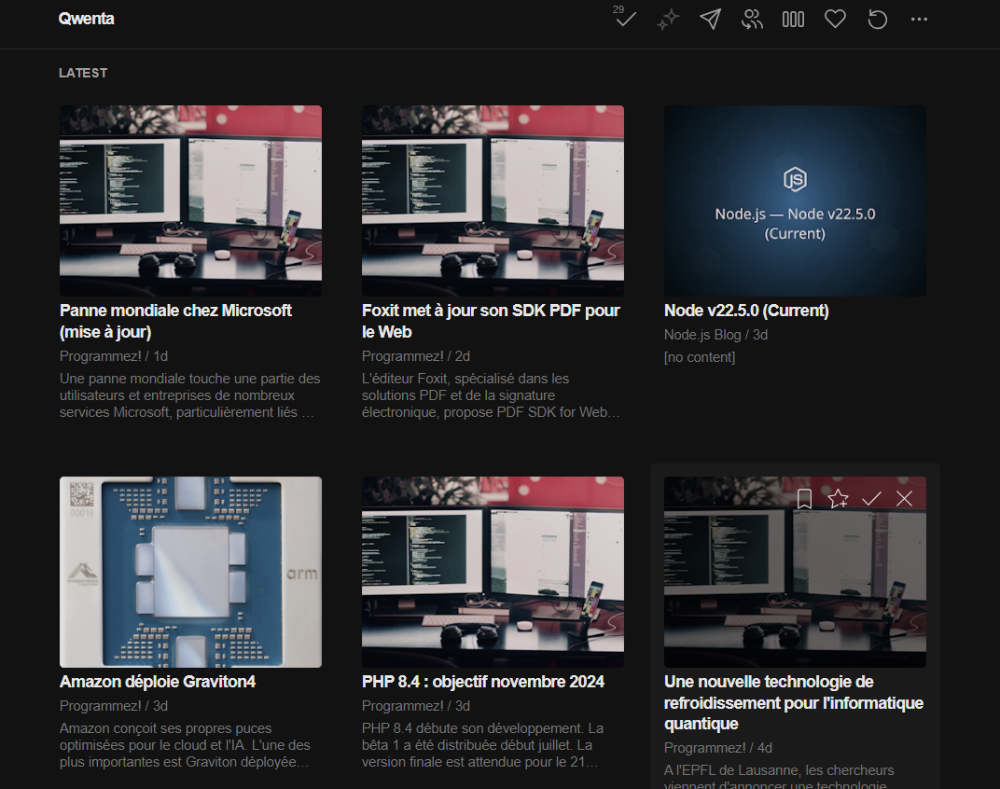 Qwenta
29
LATEST
JS
Node.js — Node v22.5.0
(Current)
Panne mondiale chez Microsoft
(mise à jour)
Programmez! / 1d
Une panne mondiale touche une partie des
utilisateurs et entreprises de nombreux
services Microsoft, particulièrement liés ...
Foxit met à jour son SDK PDF pour
le Web
Programmez! / 2d
L'éditeur Foxit, spécialisé dans les
solutions PDF et de la signature
électronique, propose PDF SDK for Web...
Node v22.5.0 (Current)
Node.js Blog / 3d
[no content]
00019
arm
Amazon déploie Graviton4
Programmez! / 3d
Amazon conçoit ses propres puces
optimisées pour le cloud et l'IA. L'une des
plus importantes est Graviton déployée...
PHP 8.4 : objectif novembre 2024
Programmez! / 3d
PHP 8.4 débute son développement. La
bêta 1 a été distribuée début juillet. La
version finale est attendue pour le 21...
Une nouvelle technologie de
refroidissement pour l'informatique
quantique
Programmez! / 4d
A l'EPFL de Lausanne, les chercheurs
viennent d'annoncer une technologie